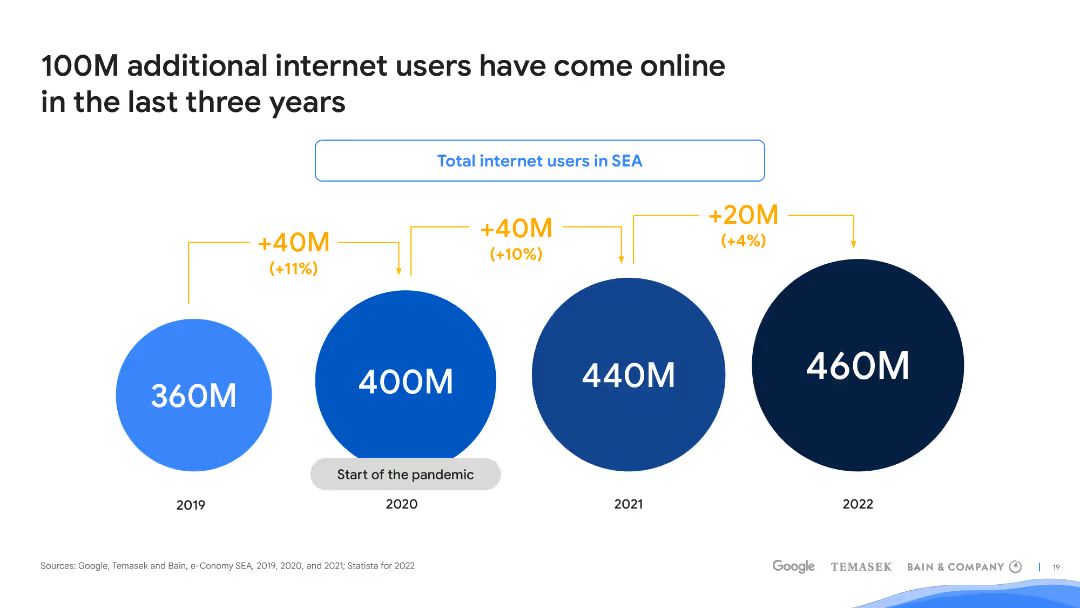 100M additional internet users have come online
in the last three years
Total internet users in SEA
+40M
(+11%)
+40M
(+10%)
+20M
(+4%)
360M
400M
440M
460M
Start of the pandemic
2019
2020
2021
2022
Sources: Google, Temasek and Bain, e-Conomy SEA, 2019, 2020, and 2021; Statista for 2022
Google TEMASEK BAIN & COMPANY | 19